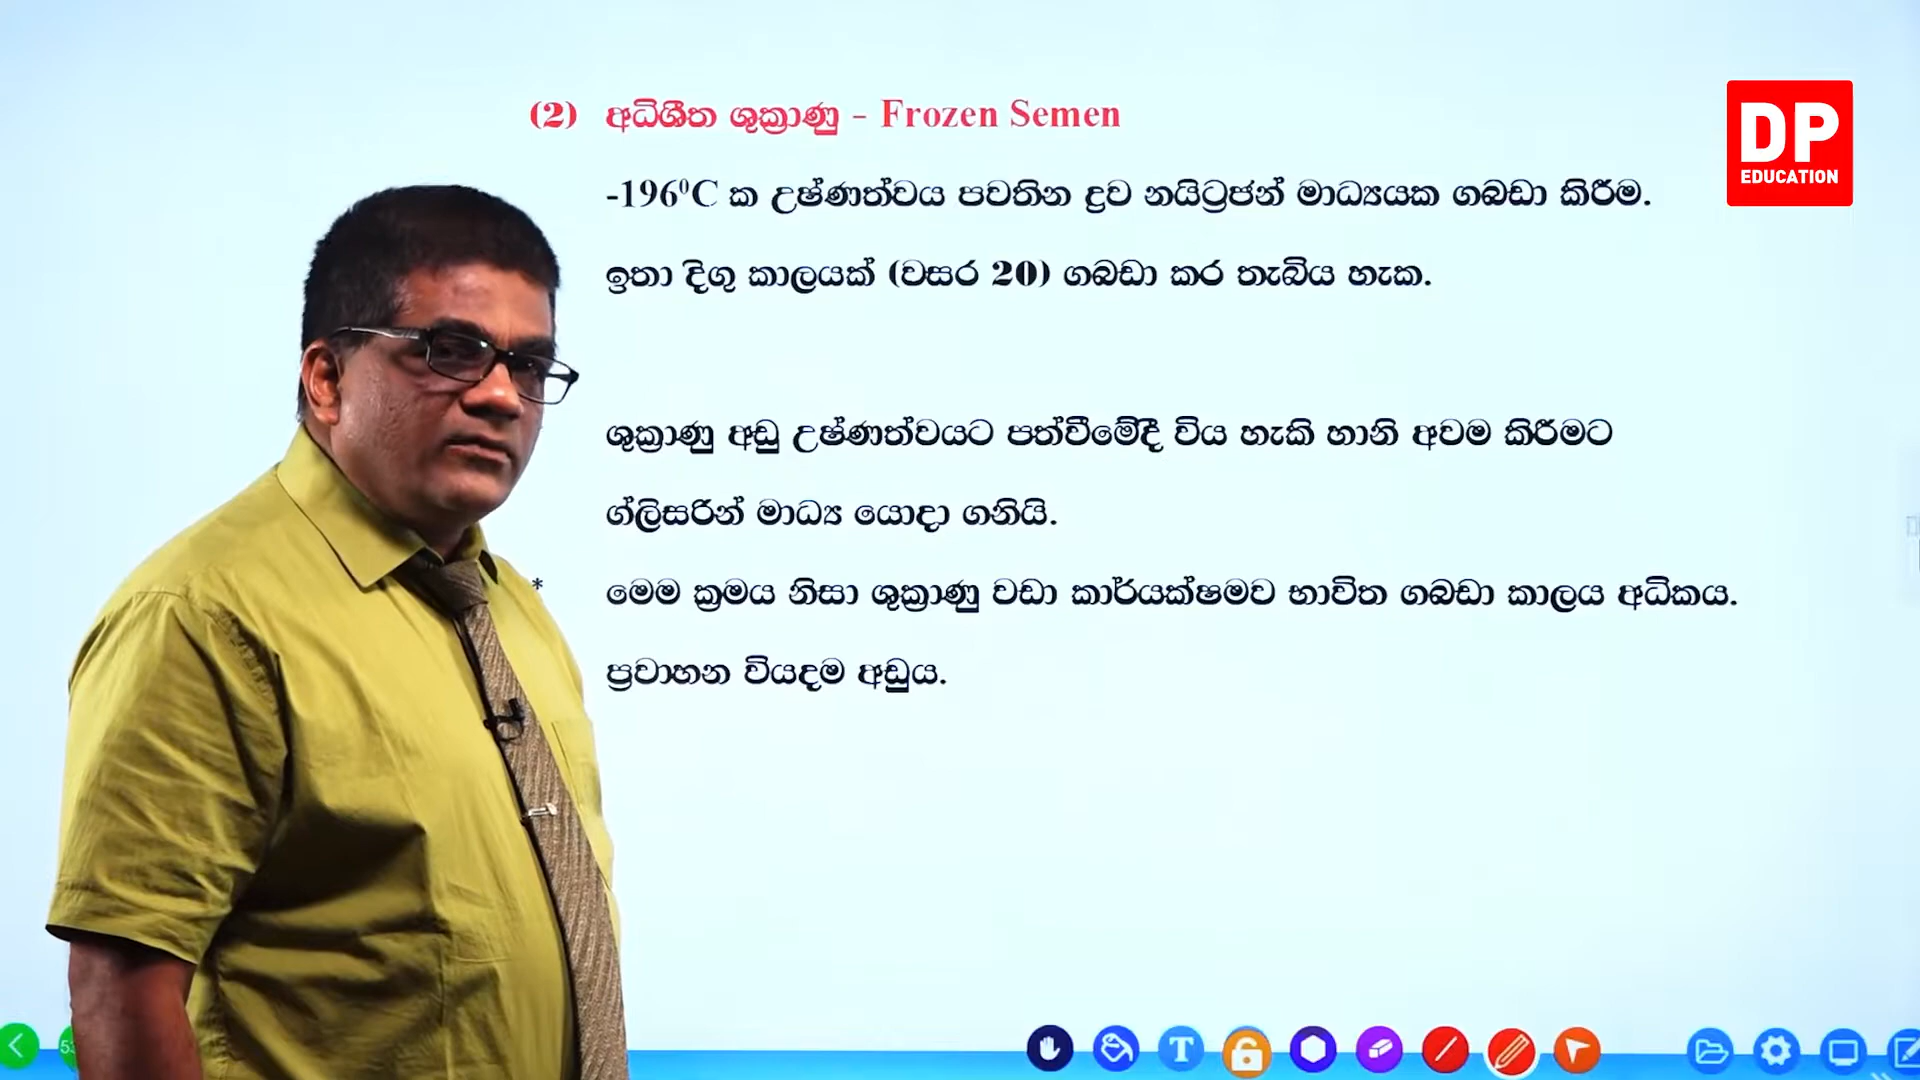 (2) අධිශීත ශුක්‍රාණු - Frozen Semen
-196⁰C ක උෂ්ණත්වය පවතින ද්‍රව නයිට්‍රජන් මාධ්‍යයක ගබඩා කිරීම.
ඉතා දිගු කාලයක් (වසර 20) ගබඩා කර තැබිය හැක.
ශුක්‍රාණු අඩු උෂ්ණත්වයට පත්වීමේදී විය හැකි හානි අවම කිරීමට
ග්ලිසරින් මාධ්‍ය යොදා ගනියි.
* මෙම ක්‍රමය නිසා ශුක්‍රාණු වඩා කාර්යක්ෂමව භාවිත ගබඩා කාලය අධිකය.
ප්‍රවාහන වියදම අඩුය.
DP
EDUCATION
T